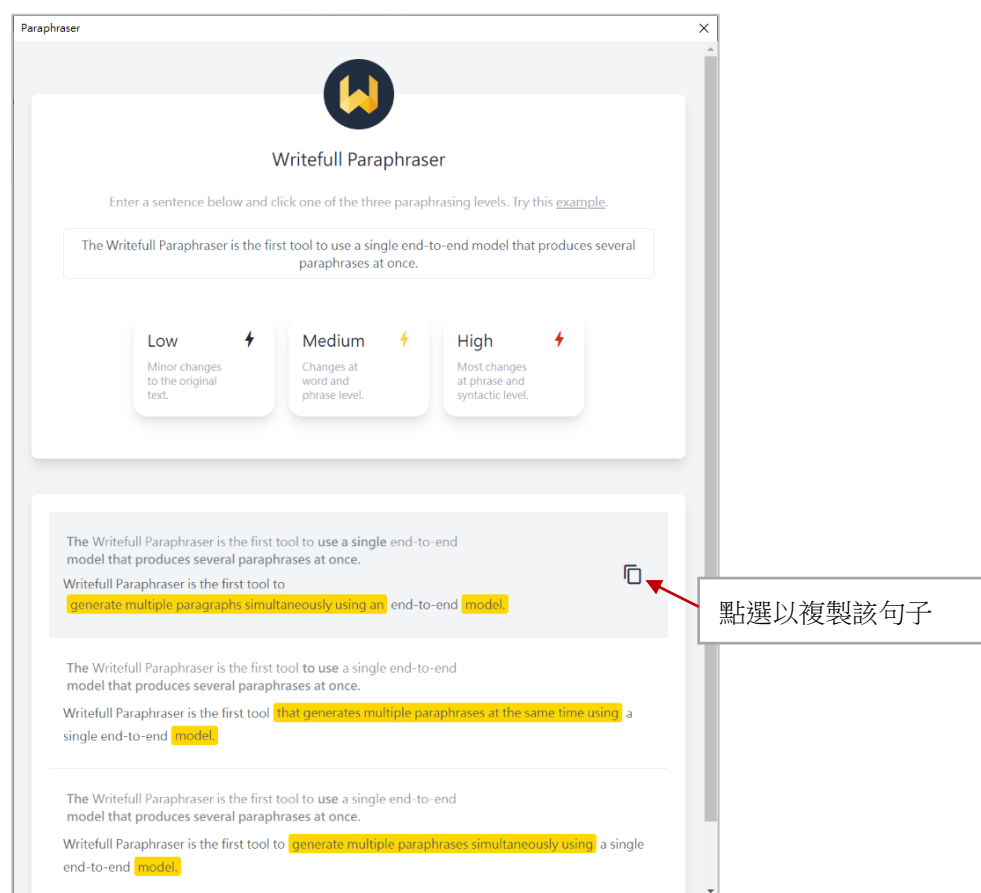 Paraphraser
Writefull Paraphraser
Enter a sentence below and click one of the three paraphrasing levels. Try this example.
The Writefull Paraphraser is the first tool to use a single end-to-end model that produces several
paraphrases at once.
Low
Minor changes
to the original
text.
Medium
Changes at
word and
phrase level.
High
Most changes
at phrase and
syntactic level.
The Writefull Paraphraser is the first tool to use a single end-to-end
model that produces several paraphrases at once.
Writefull Paraphraser is the first tool to
generate multiple paragraphs simultaneously using an end-to-end model.
點選以複製該句子
The Writefull Paraphraser is the first tool to use a single end-to-end
model that produces several paraphrases at once.
Writefull Paraphraser is the first tool that generates multiple paraphrases at the same time using a
single end-to-end model.
The Writefull Paraphraser is the first tool to use a single end-to-end
model that produces several paraphrases at once.
Writefull Paraphraser is the first tool to generate multiple paraphrases simultaneously using a single
end-to-end model.